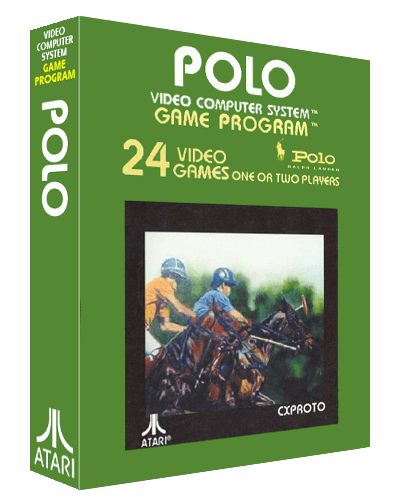 VIDEO
COMPUTER
SYSTEM
GAME
PROGRAM
POLO
ATARI
POLO
VIDEO COMPUTER SYSTEM™
GAME PROGRAM™
24 VIDEO
GAMES ONE OR TWO PLAYERS
Polo
RALPH LAUREN
CXPROTO
ATARI®